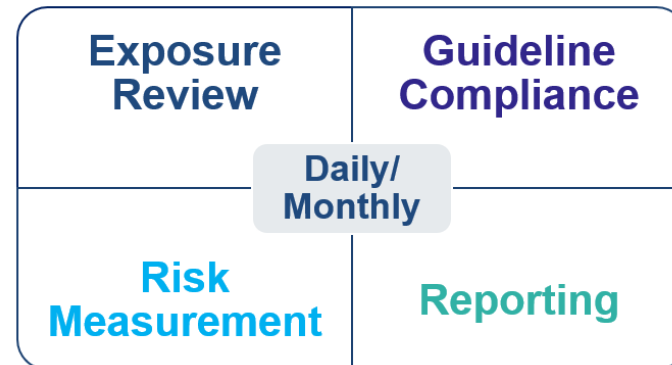 Exposure
Review
Guideline
Compliance
Daily/
Monthly
Risk
Measurement
Reporting